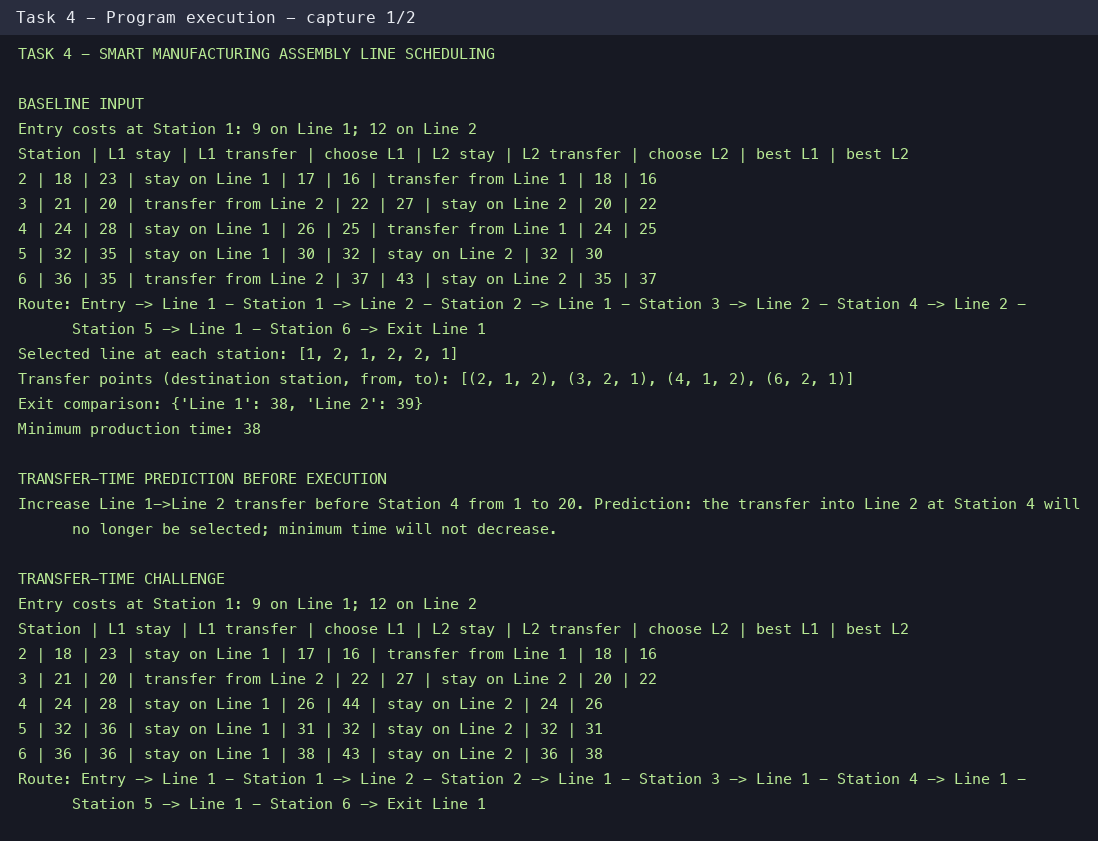 Task 4 – Program execution – capture 1/2
TASK 4 – SMART MANUFACTURING ASSEMBLY LINE SCHEDULING
BASELINE INPUT
Entry costs at Station 1: 9 on Line 1; 12 on Line 2
Station | L1 stay | L1 transfer | choose L1 | L2 stay | L2 transfer | choose L2 | best L1 | best L2
2 | 18 | 23 | stay on Line 1 | 17 | 16 | transfer from Line 1 | 18 | 16
3 | 21 | 20 | transfer from Line 2 | 22 | 27 | stay on Line 2 | 20 | 22
4 | 24 | 28 | stay on Line 1 | 26 | 25 | transfer from Line 1 | 24 | 25
5 | 32 | 35 | stay on Line 1 | 30 | 32 | stay on Line 2 | 32 | 30
6 | 36 | 35 | transfer from Line 2 | 37 | 43 | stay on Line 2 | 35 | 37
Route: Entry –> Line 1 – Station 1 –> Line 2 – Station 2 –> Line 1 – Station 3 –> Line 2 – Station 4 –> Line 2 –
Station 5 –> Line 1 – Station 6 –> Exit Line 1
Selected line at each station: [1, 2, 1, 2, 2, 1]
Transfer points (destination station, from, to): [(2, 1, 2), (3, 2, 1), (4, 1, 2), (6, 2, 1)]
Exit comparison: {'Line 1': 38, 'Line 2': 39}
Minimum production time: 38
TRANSFER–TIME PREDICTION BEFORE EXECUTION
Increase Line 1–>Line 2 transfer before Station 4 from 1 to 20. Prediction: the transfer into Line 2 at Station 4 will
no longer be selected; minimum time will not decrease.
TRANSFER–TIME CHALLENGE
Entry costs at Station 1: 9 on Line 1; 12 on Line 2
Station | L1 stay | L1 transfer | choose L1 | L2 stay | L2 transfer | choose L2 | best L1 | best L2
2 | 18 | 23 | stay on Line 1 | 17 | 16 | transfer from Line 1 | 18 | 16
3 | 21 | 20 | transfer from Line 2 | 22 | 27 | stay on Line 2 | 20 | 22
4 | 24 | 28 | stay on Line 1 | 26 | 44 | stay on Line 2 | 24 | 26
5 | 32 | 36 | stay on Line 1 | 31 | 32 | stay on Line 2 | 32 | 31
6 | 36 | 36 | stay on Line 1 | 38 | 43 | stay on Line 2 | 36 | 38
Route: Entry –> Line 1 – Station 1 –> Line 2 – Station 2 –> Line 1 – Station 3 –> Line 1 – Station 4 –> Line 1 –
Station 5 –> Line 1 – Station 6 –> Exit Line 1